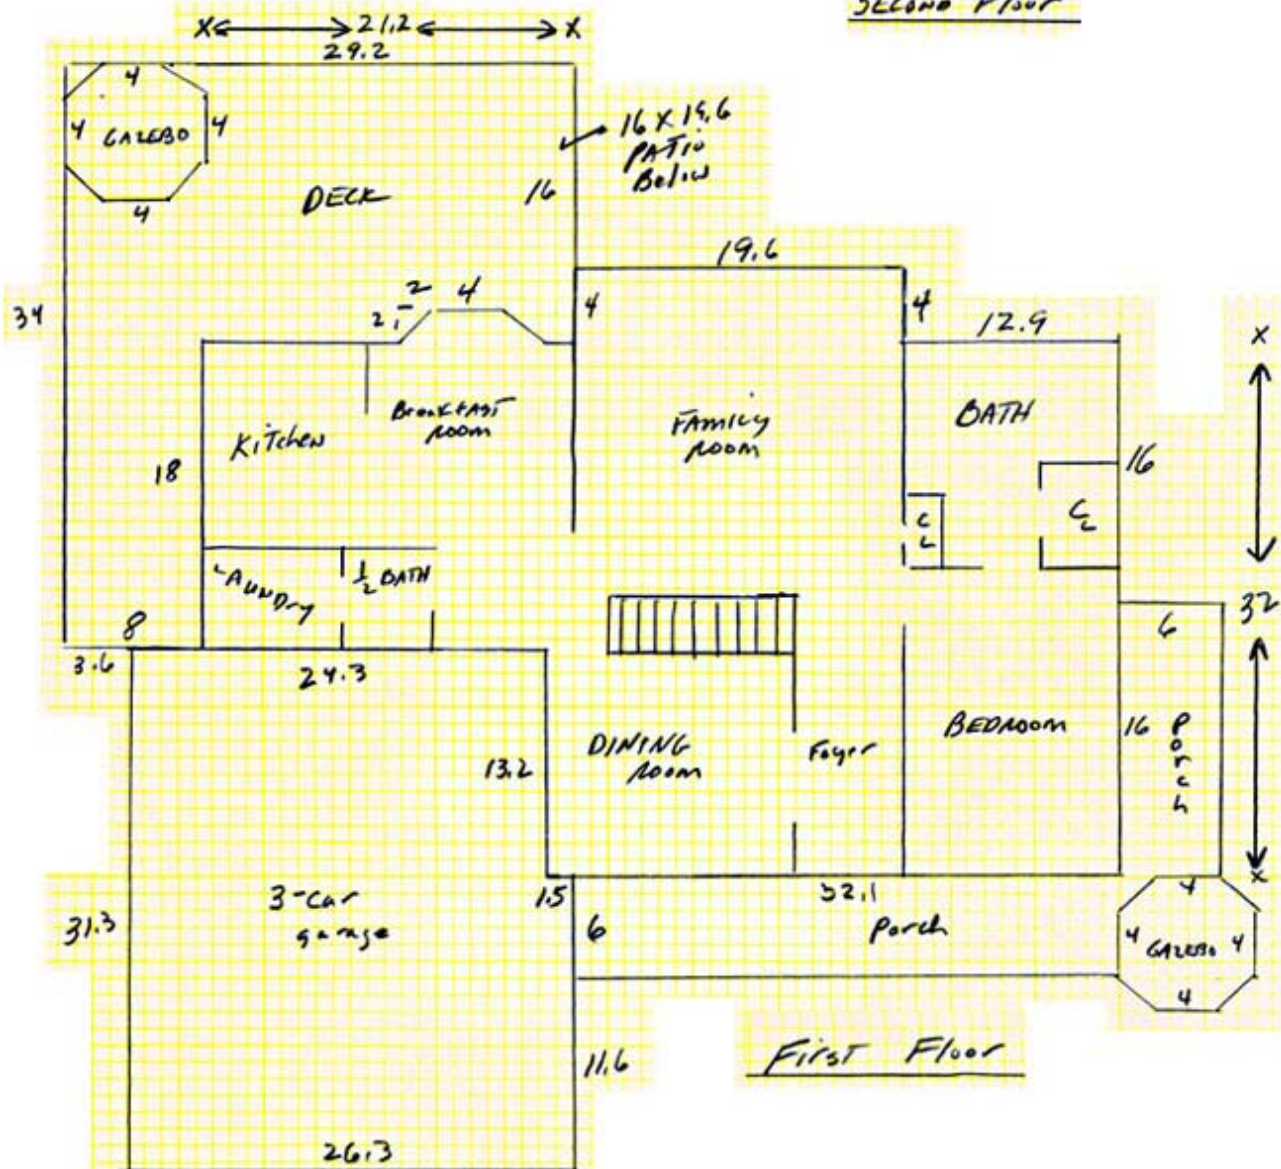 SECOND Floor
X 21.2 X
29.2
4
4 GAZEBO 4
4
DECK
16 X 19.6
PATIO
Below
16
19.6
2 4
2
4
4
12.9
34
X
Kitchen
Breakfast
room
FAMILY
room
BATH
18
16
CL
CL
LAUNDry
1/2 BATH
8
3.6
24.3
6
32
13.2
DINING
room
Foyer
BEDROOM
16
Porch
31.3
3-Car
garage
1.5
6
32.1
Porch
X
4
4 GAZEBO 4
4
11.6
First Floor
26.3